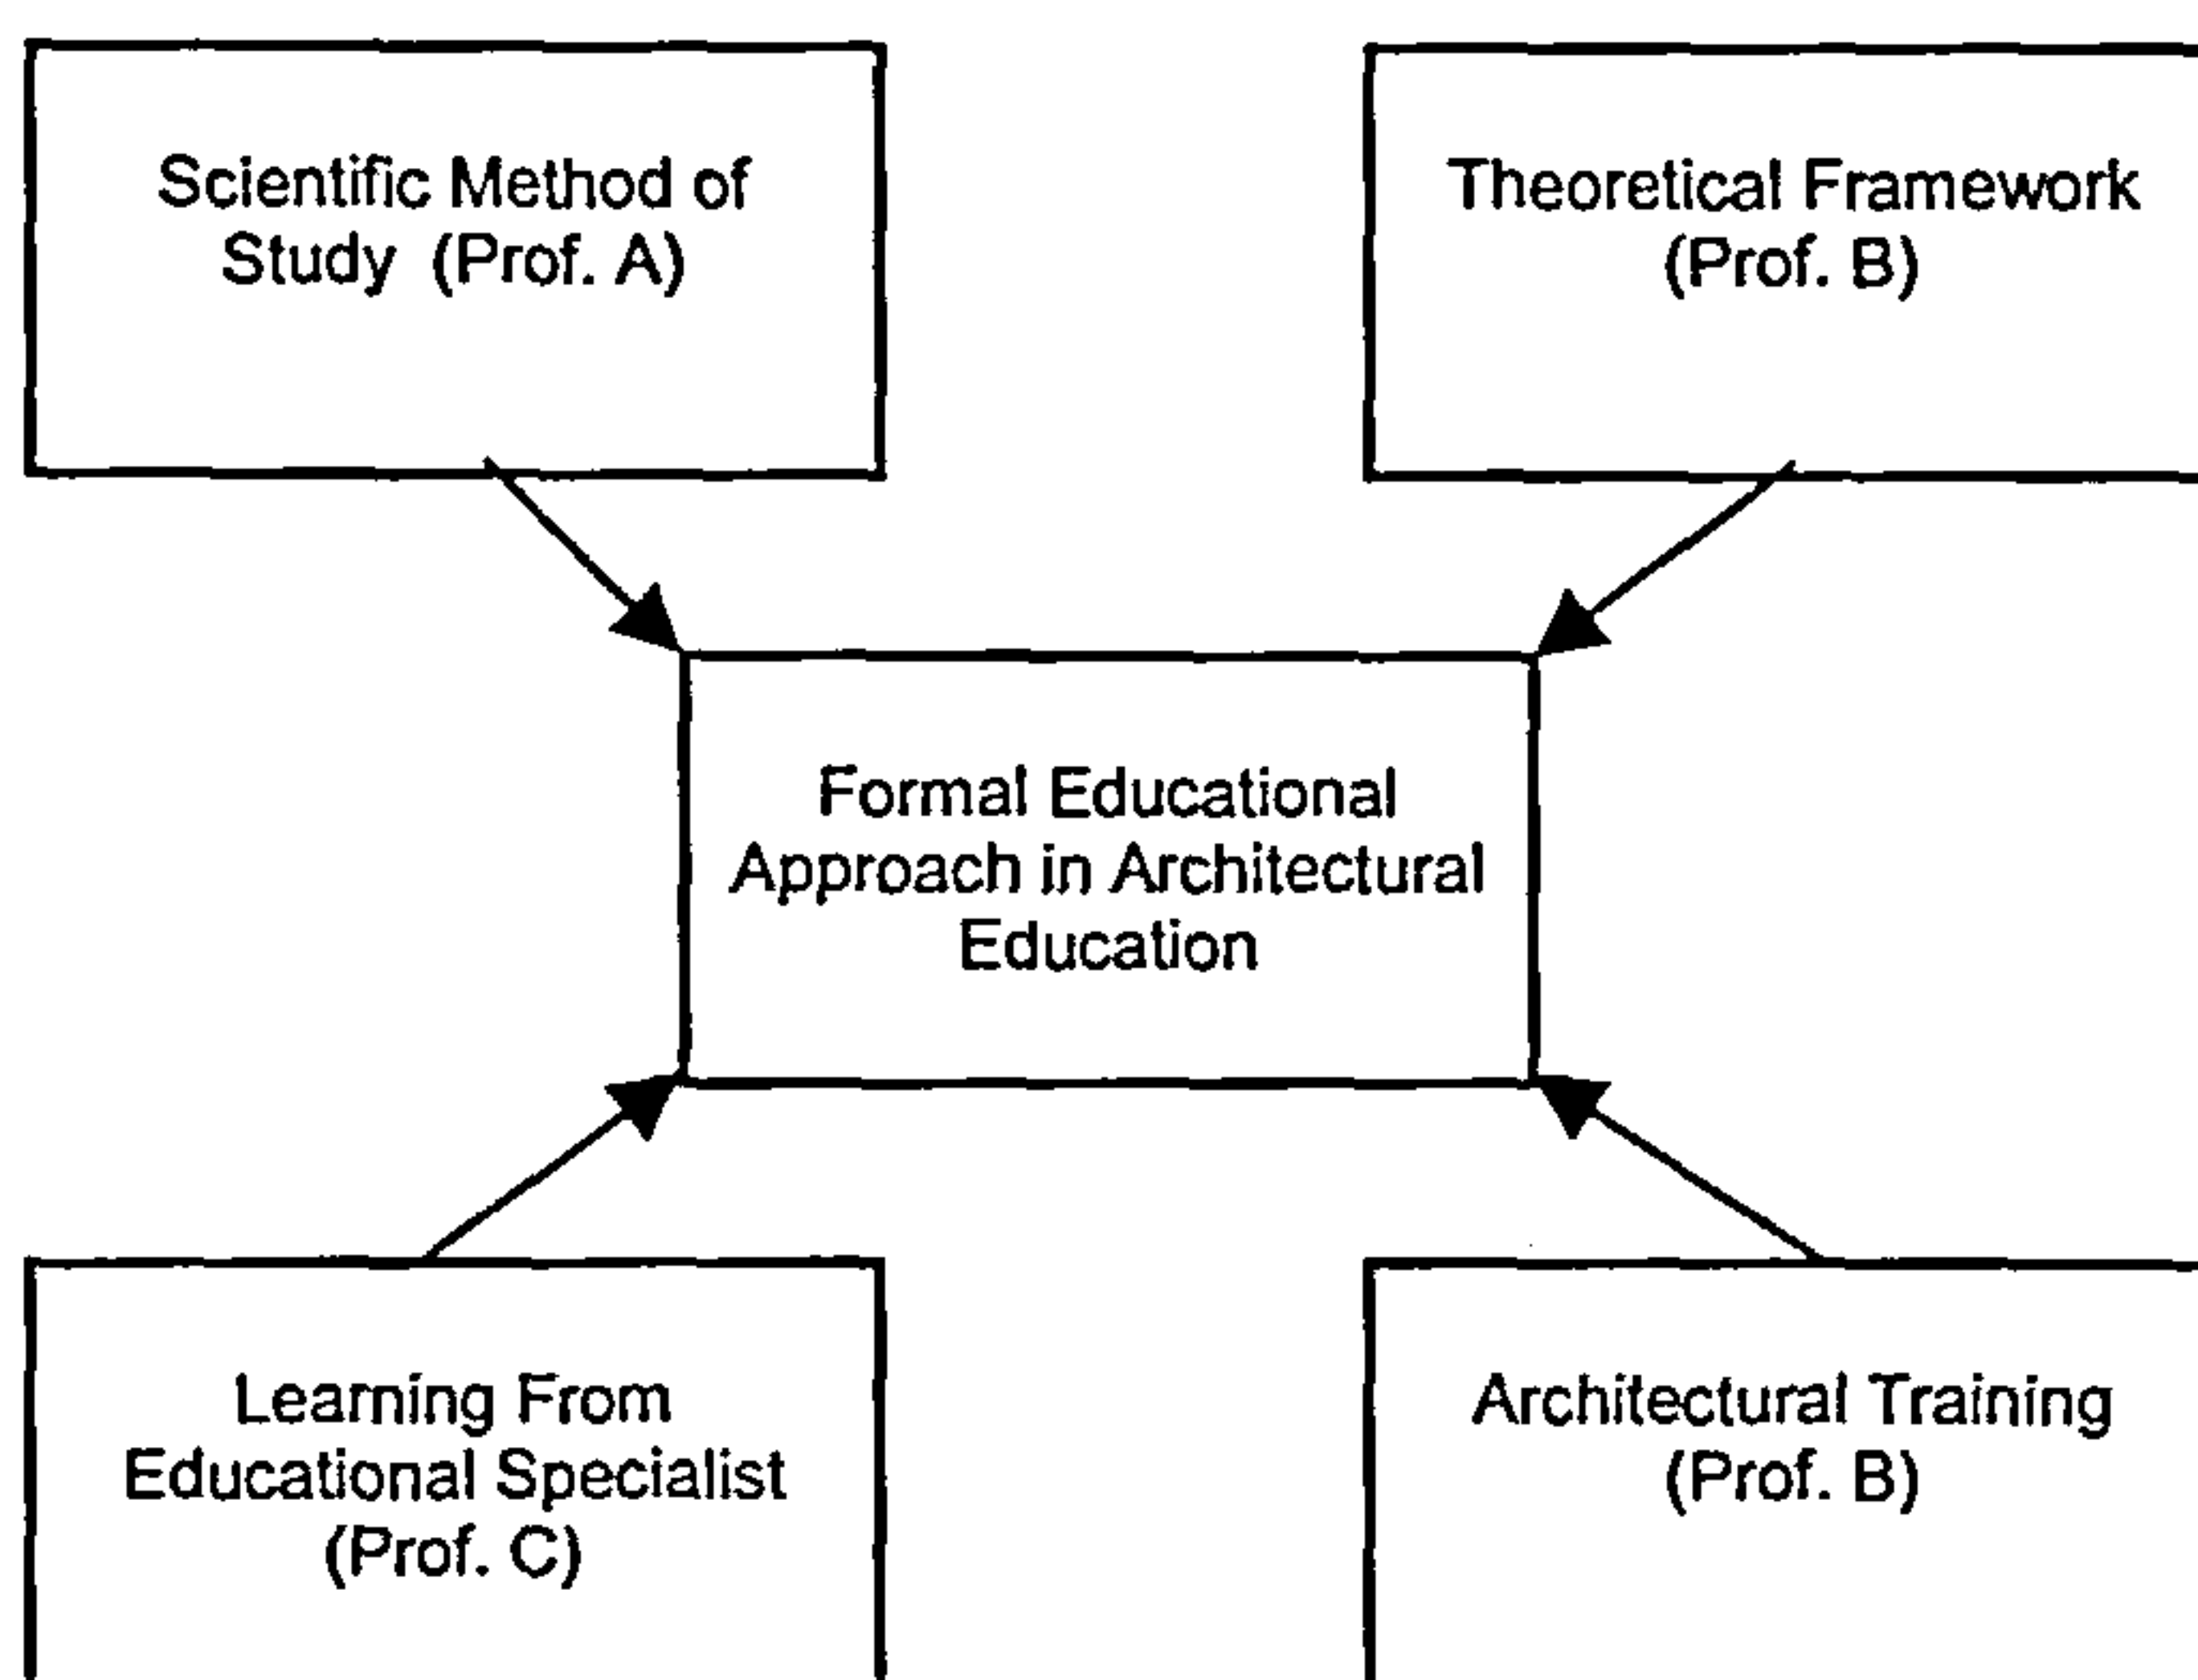 Scientific Method of
Study (Prof. A)
Theoretical Framework
(Prof. B)
Formal Educational
Approach in Architectural
Education
Learning From
Educational Specialist
(Prof. C)
Architectural Training
(Prof. B)